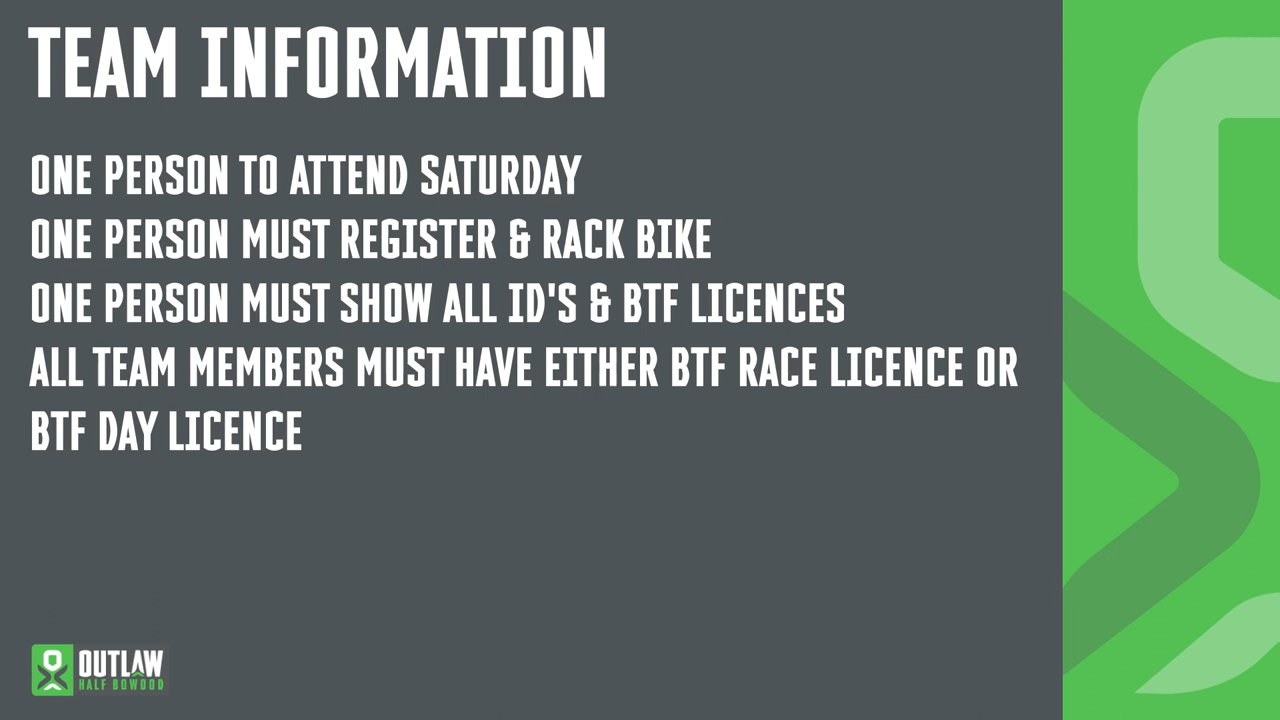 TEAM INFORMATION
ONE PERSON TO ATTEND SATURDAY
ONE PERSON MUST REGISTER & RACK BIKE
ONE PERSON MUST SHOW ALL ID'S & BTF LICENCES
ALL TEAM MEMBERS MUST HAVE EITHER BTF RACE LICENCE OR
BTF DAY LICENCE
OUTLAW
HALF BOWOOD